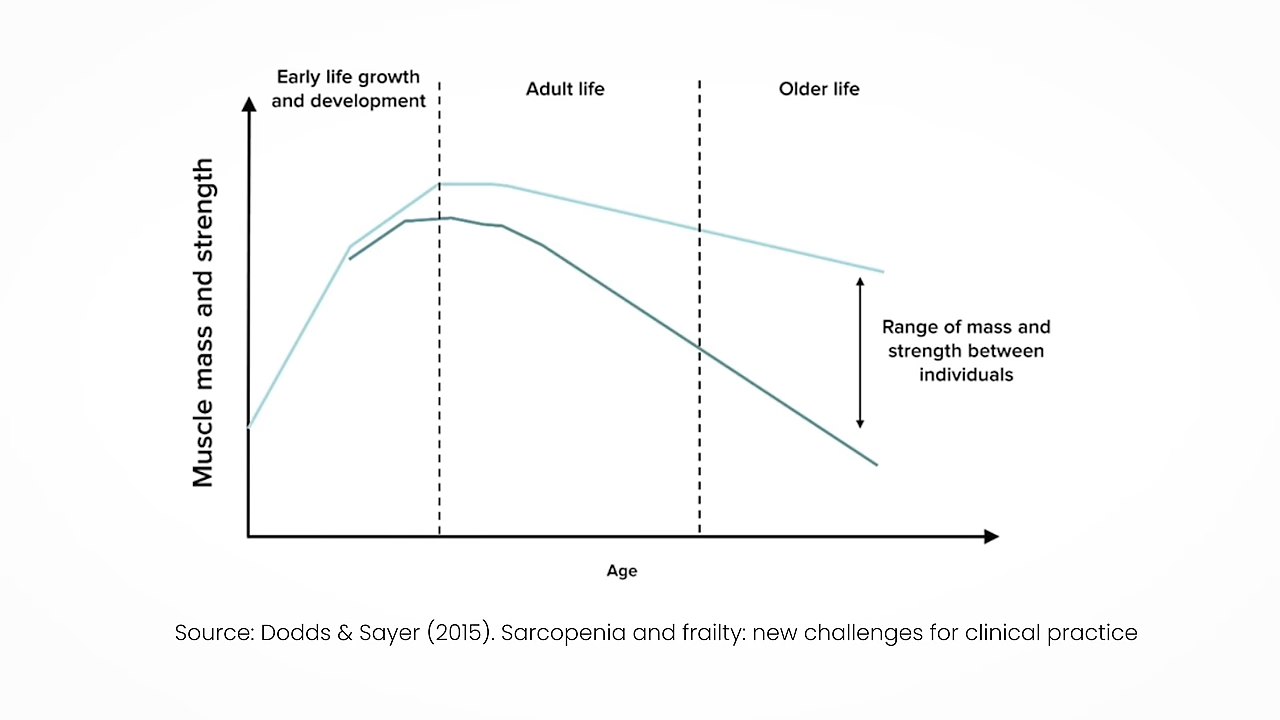 Early life growth
and development
Adult life
Older life
Muscle mass and strength
Range of mass and
strength between
individuals
Age
Source: Dodds & Sayer (2015). Sarcopenia and frailty: new challenges for clinical practice